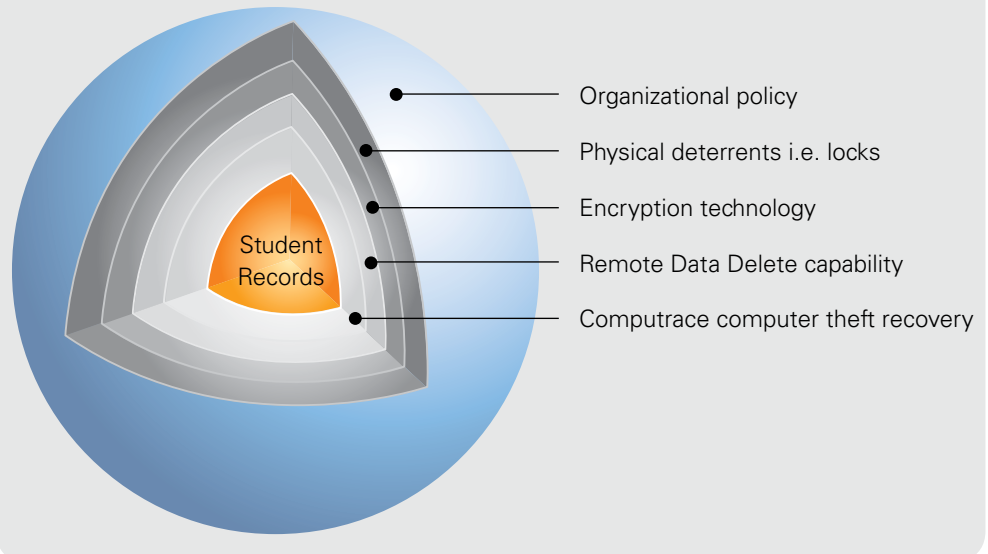 Organizational policy
Physical deterrents i.e. locks
Encryption technology
Student
Records
Remote Data Delete capability
Computrace computer theft recovery